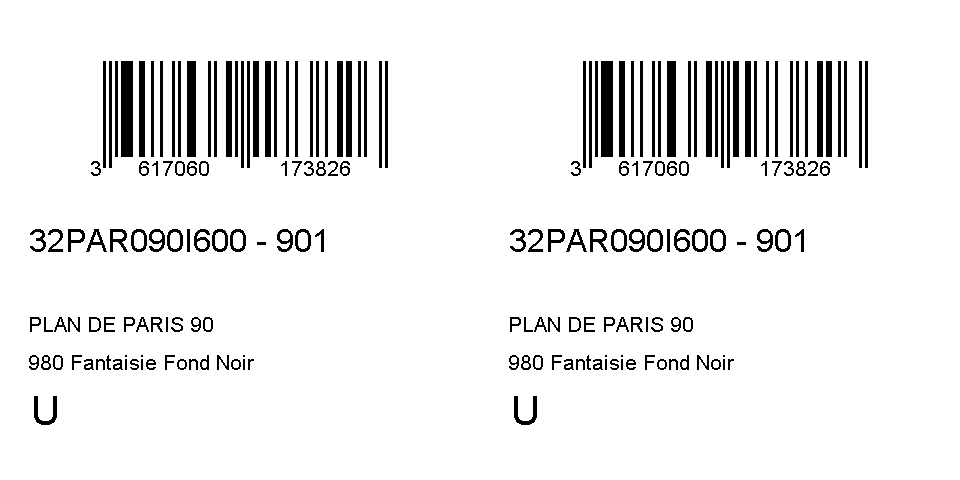 3 617060 173826
32PAR090I600 - 901
PLAN DE PARIS 90
980 Fantaisie Fond Noir
U
3 617060 173826
32PAR090I600 - 901
PLAN DE PARIS 90
980 Fantaisie Fond Noir
U